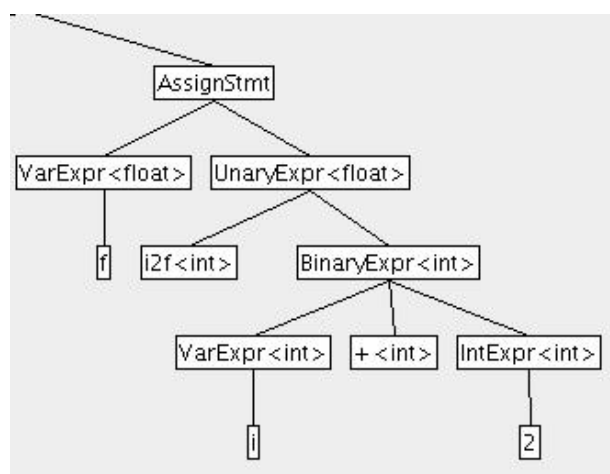 AssignStmt
VarExpr<float> UnaryExpr<float>
f i2f<int> BinaryExpr<int>
VarExpr<int> +<int> IntExpr<int>
i 2